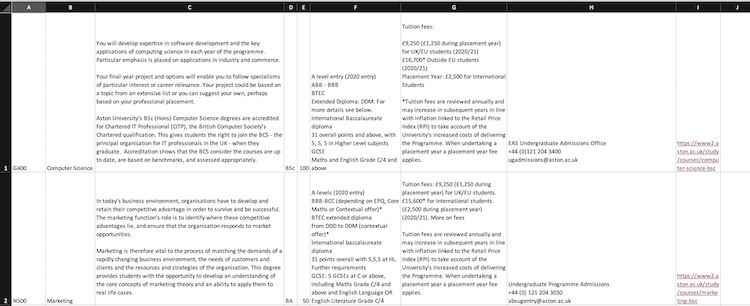 A B C D E F G H I J
You will develop expertise in software development and the key
applications of computing science in each year of the programme.
Particular emphasis is placed on applications in industry and commerce.
Your final-year project and options will enable you to follow specialisms
of particular interest or career relevance. Your project could be based on
a topic from an extensive list or you can suggest your own, perhaps
based on your professional placement.
Aston University's BSc (Hons) Computer Science degrees are accredited
for Chartered IT Professional (CITP), the British Computer Society's
Chartered qualification. This gives students the right to join the BCS - the
principal organisation for IT professionals in the UK - when they
graduate. Accreditation shows that the BCS consider the courses are up
to date, are based on benchmarks, and assessed appropriately.
A level entry (2020 entry)
ABB - BBB
BTEC
Extended Diploma: DDM. For
more details see below.
International Baccalaureate
diploma
31 overall points and above, with
5, 5, 5 in Higher Level subjects
GCSE
Maths and English Grade C/4 and
above
Tuition fees:
£9,250 (£1,250 during placement year)
for UK/EU students (2020/21)
£16,700* Outside EU students
(2020/21)
Placement Year: £2,500 for International
Students
*Tuition fees are reviewed annually and
may increase in subsequent years in line
with inflation linked to the Retail Price
Index (RPI) to take account of the
University's increased costs of delivering
the Programme. When undertaking a
placement year a placement year fee
applies.
EAS Undergraduate Admissions Office
+44 (0)121 204 3400
ugadmissions@aston.ac.uk
https://www2.a
ston.ac.uk/study
/courses/compu
ter-science-bsc
1 G400 Computer Science BSc 100
In today's business environment, organisations have to develop and
retain their competitive advantage in order to survive and be successful.
The marketing function's role is to identify where these competitive
advantages lie, and ensure that the organisation responds to market
opportunities.
Marketing is therefore vital to the process of matching the demands of a
rapidly changing business environment, the needs of customers and
clients and the resources and strategies of the organisation. This degree
provides students with the opportunity to develop an understanding of
the core concepts of marketing theory and an ability to apply them to
real life cases.
A-levels (2020 entry)
BBB-BCC (depending on EPQ, Core
Maths or Contextual offer)*
BTEC extended diploma
from DDD to DDM (contextual
offer)*
International baccalaureate
diploma
31 points overall with 5,5,5 at HL.
Further requirements
GCSE: 5 GCSEs at C or above,
including Maths Grade C/4 and
above and English Language OR
English Literature Grade C/4
Tuition fees: £9,250 (£1,250 during
placement year) for UK/EU students.
£15,600* for International students
(£2,500 during placement year)
(2020/21). More on fees
Tuition fees are reviewed annually and
may increase in subsequent years in line
with inflation linked to the Retail Price
Index (RPI) to take account of the
University's increased costs of delivering
the Programme. When undertaking a
placement year a placement year fee
applies.
Undergraduate Programme Admissions
+44 (0) 121 204 3030
absugentry@aston.ac.uk
https://www2.a
ston.ac.uk/study
/courses/marke
ting-bsc
2 N500 Marketing BA 50